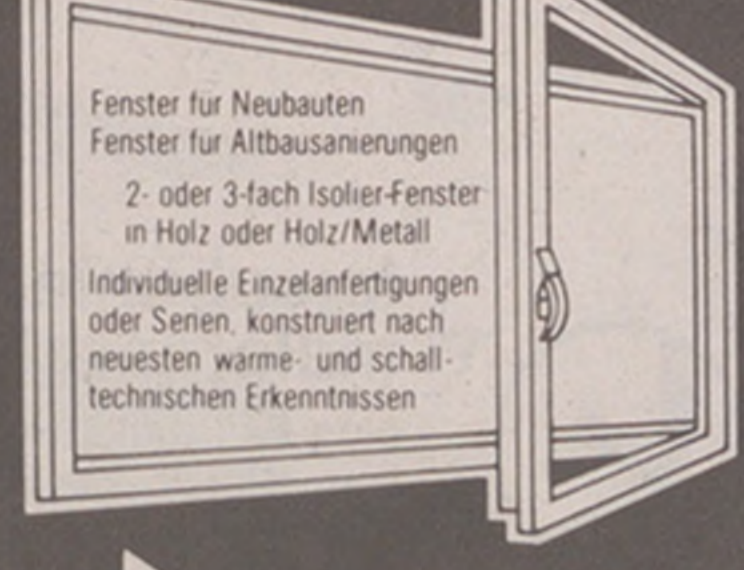 Fenster für Neubauten
Fenster für Altbausanierungen
2- oder 3-fach Isolier-Fenster
in Holz oder Holz/Metall
Individuelle Einzelanfertigungen
oder Serien, konstruiert nach
neuesten wärme- und schall-
technischen Erkenntnissen